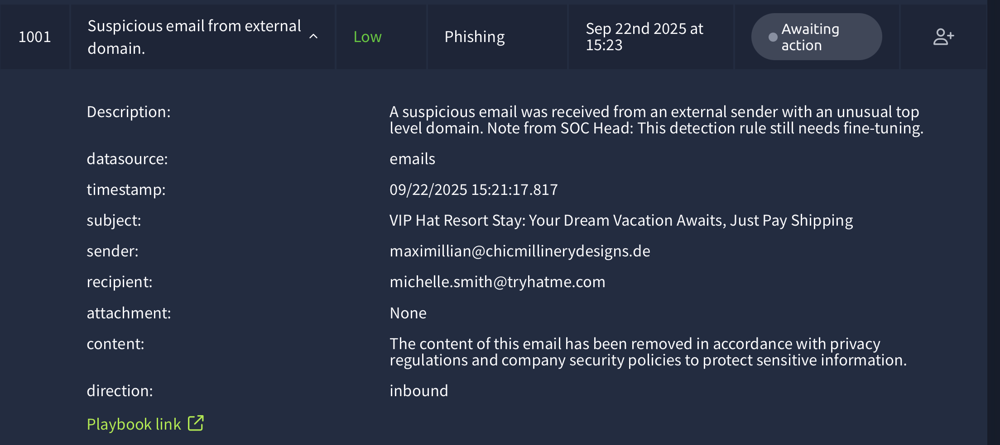 1001
Suspicious email from external
domain.
Low
Phishing
Sep 22nd 2025 at
15:23
Awaiting
action
Description:
A suspicious email was received from an external sender with an unusual top
level domain. Note from SOC Head: This detection rule still needs fine-tuning.
datasource:
emails
timestamp:
09/22/2025 15:21:17.817
subject:
VIP Hat Resort Stay: Your Dream Vacation Awaits, Just Pay Shipping
sender:
maximillian@chicmillinerydesigns.de
recipient:
michelle.smith@tryhatme.com
attachment:
None
content:
The content of this email has been removed in accordance with privacy
regulations and company security policies to protect sensitive information.
direction:
inbound
Playbook link